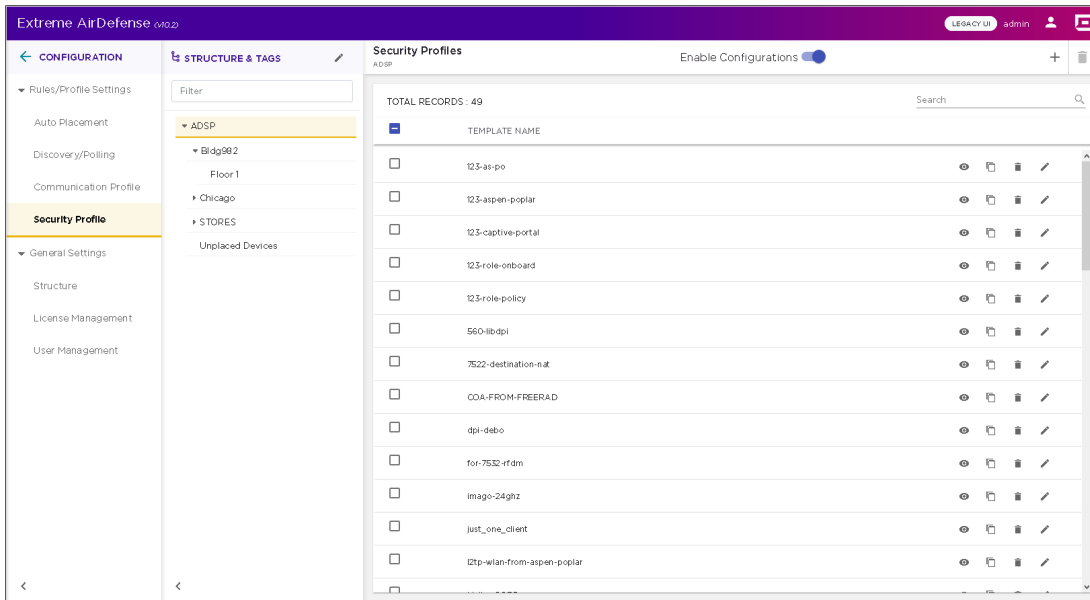 Extreme AirDefense (v10.2)
LEGACY UI admin
CONFIGURATION
Rules/Profile Settings
Auto Placement
Discovery/Polling
Communication Profile
Security Profile
General Settings
Structure
License Management
User Management
STRUCTURE & TAGS
Filter
ADSP
Bldg982
Floor 1
Chicago
STORES
Unplaced Devices
Security Profiles
ADSP
Enable Configurations
TOTAL RECORDS : 49
Search
TEMPLATE NAME
123-as-po
123-aspen-poplar
123-captive-portal
123-role-onboard
123-role-policy
560-libdpi
7522-destination-nat
COA-FROM-FREERAD
dpi-debo
for-7532-rfdm
imago-24ghz
just_one_client
l2tp-wlan-from-aspen-poplar